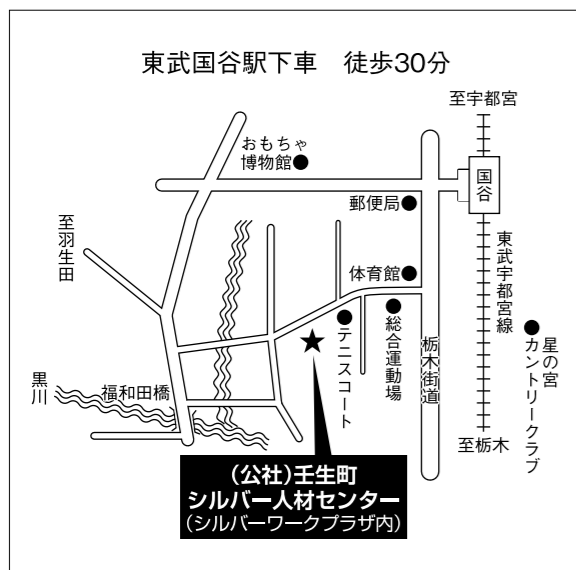 東武国谷駅下車　徒歩30分
至宇都宮
おもちゃ
博物館
国谷
郵便局
至羽生田
体育館
東武宇都宮線
テニスコート
総合運動場
栃木街道
星の宮
カントリークラブ
黒川
福和田橋
至栃木
(公社)壬生町
シルバー人材センター
(シルバーワークプラザ内)